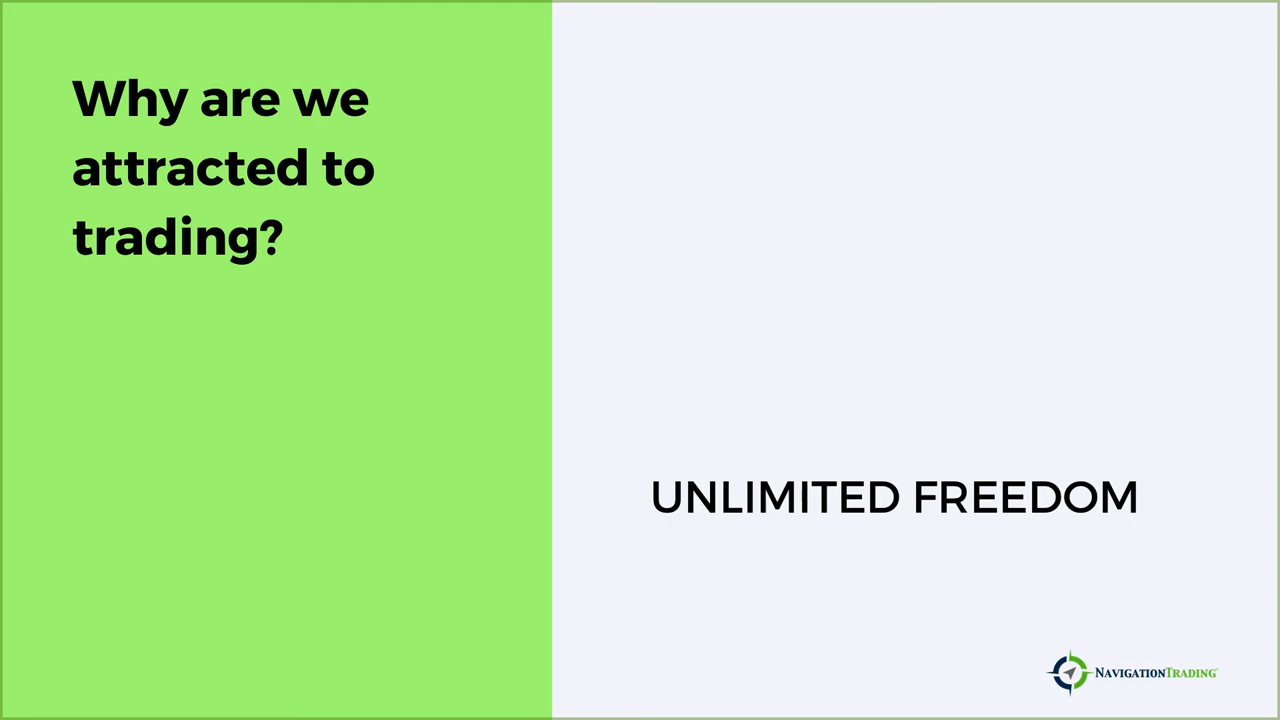 Why are we
attracted to
trading?
UNLIMITED FREEDOM
NAVIGATIONTRADING